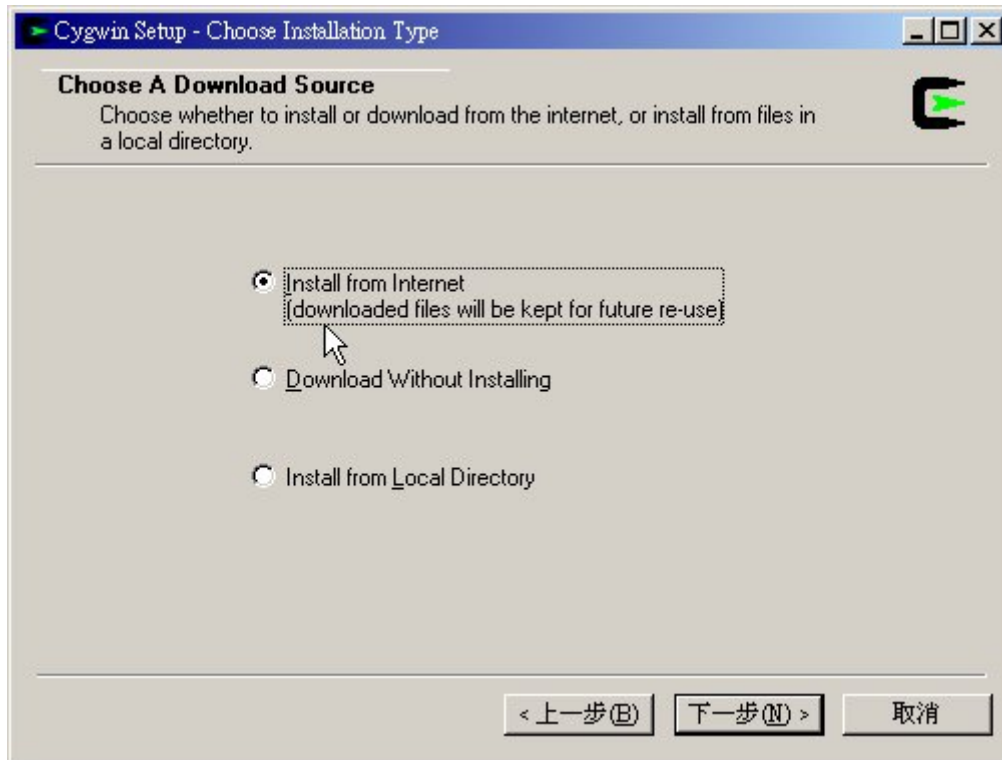 Cygwin Setup - Choose Installation Type
Choose A Download Source
Choose whether to install or download from the internet, or install from files in
a local directory.
Install from Internet
(downloaded files will be kept for future re-use)
Download Without Installing
Install from Local Directory
< 上一步(B)
下一步(N) >
取消